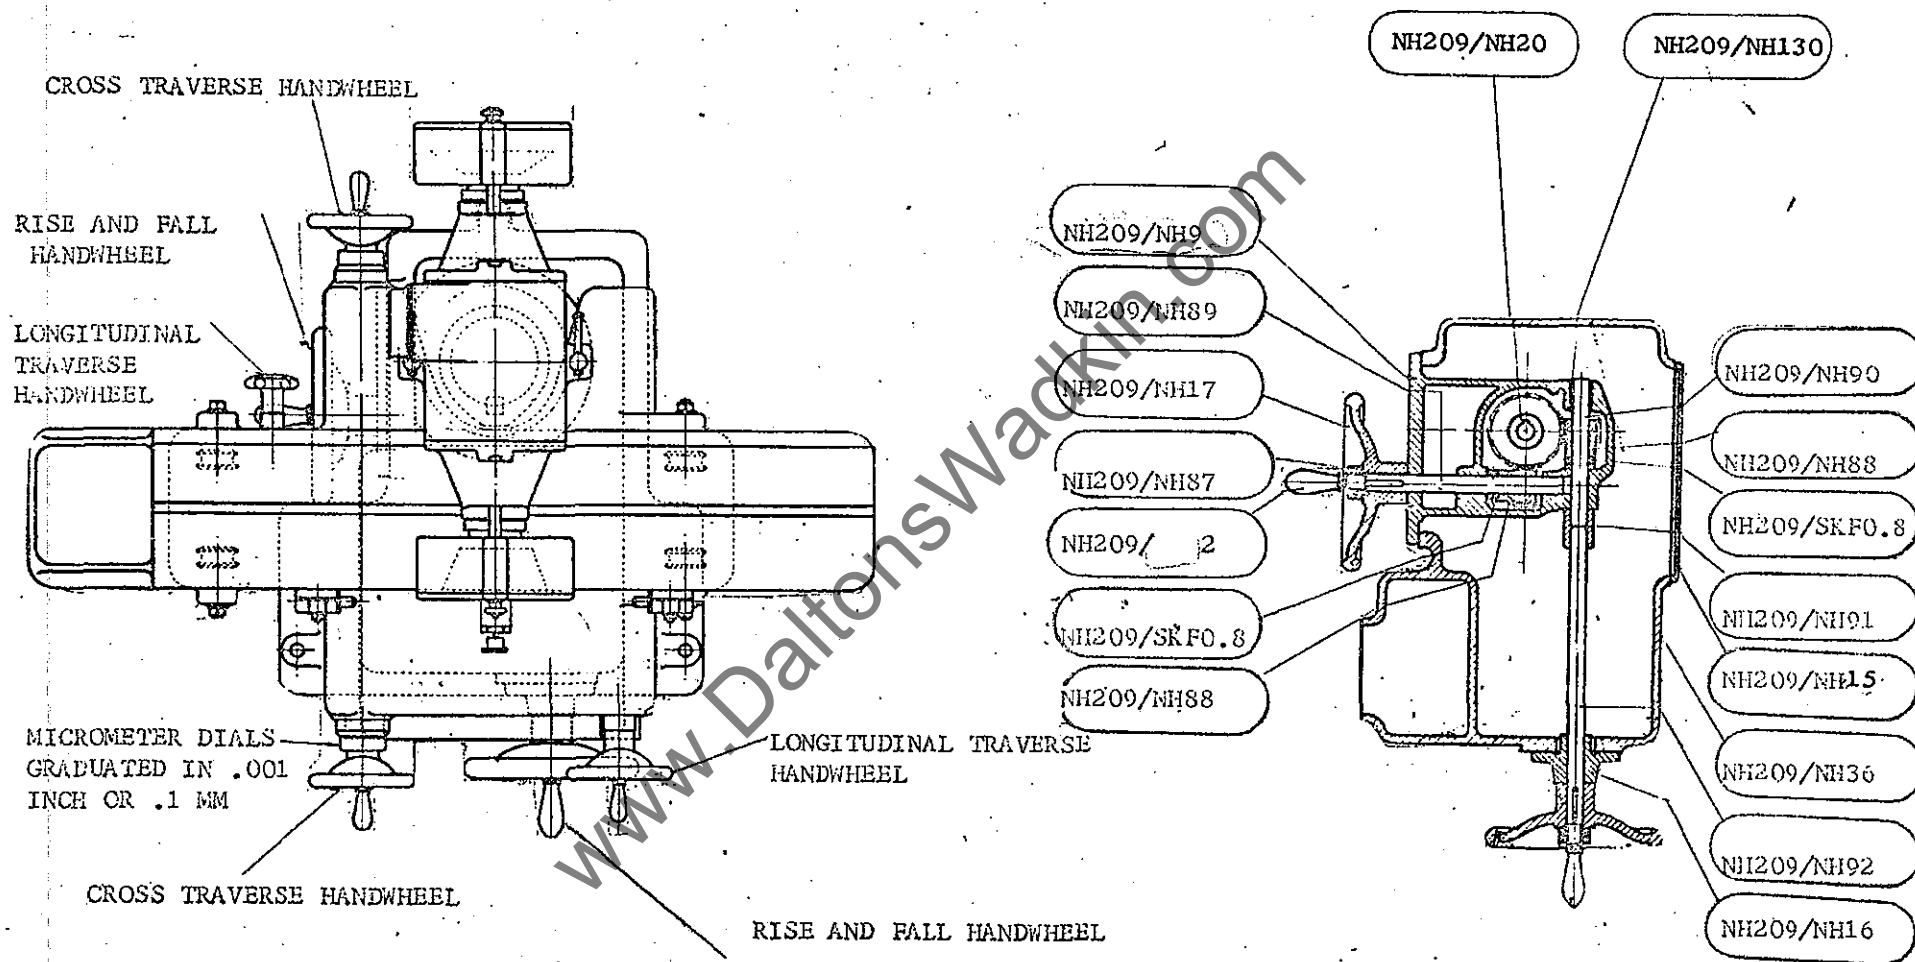 CROSS TRAVERSE HANDWHEEL
RISE AND FALL
HANDWHEEL
LONGITUDINAL
TRAVERSE
HANDWHEEL
MICROMETER DIALS
GRADUATED IN .001
INCH OR .1 MM
CROSS TRAVERSE HANDWHEEL
LONGITUDINAL TRAVERSE
HANDWHEEL
RISE AND FALL HANDWHEEL
NH209/NH20
NH209/NH130
NH209/NH9
NH209/NH89
NH209/NH17
NH209/NH87
NH209/ 2
NH209/SKF0.8
NH209/NH88
NH209/NH90
NH209/NH88
NH209/SKF0.8
NH209/NH91
NH209/NH15
NH209/NH36
NH209/NH92
NH209/NH16
www.DaltonsWadkin.com